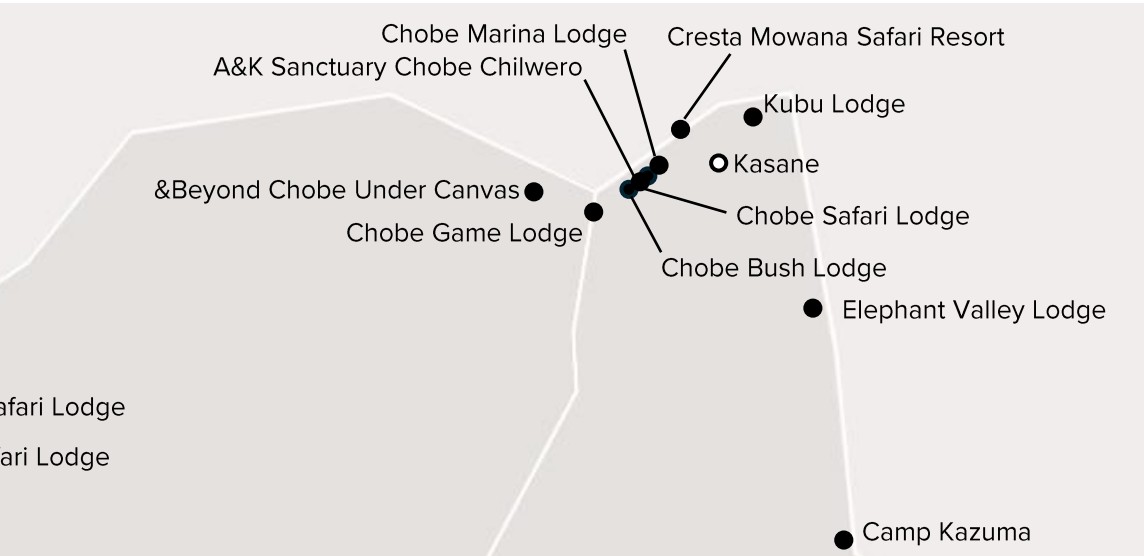 Chobe Marina Lodge
Cresta Mowana Safari Resort
A&K Sanctuary Chobe Chilwero
Kubu Lodge
Kasane
&Beyond Chobe Under Canvas
Chobe Safari Lodge
Chobe Game Lodge
Chobe Bush Lodge
Elephant Valley Lodge
afari Lodge
ari Lodge
Camp Kazuma